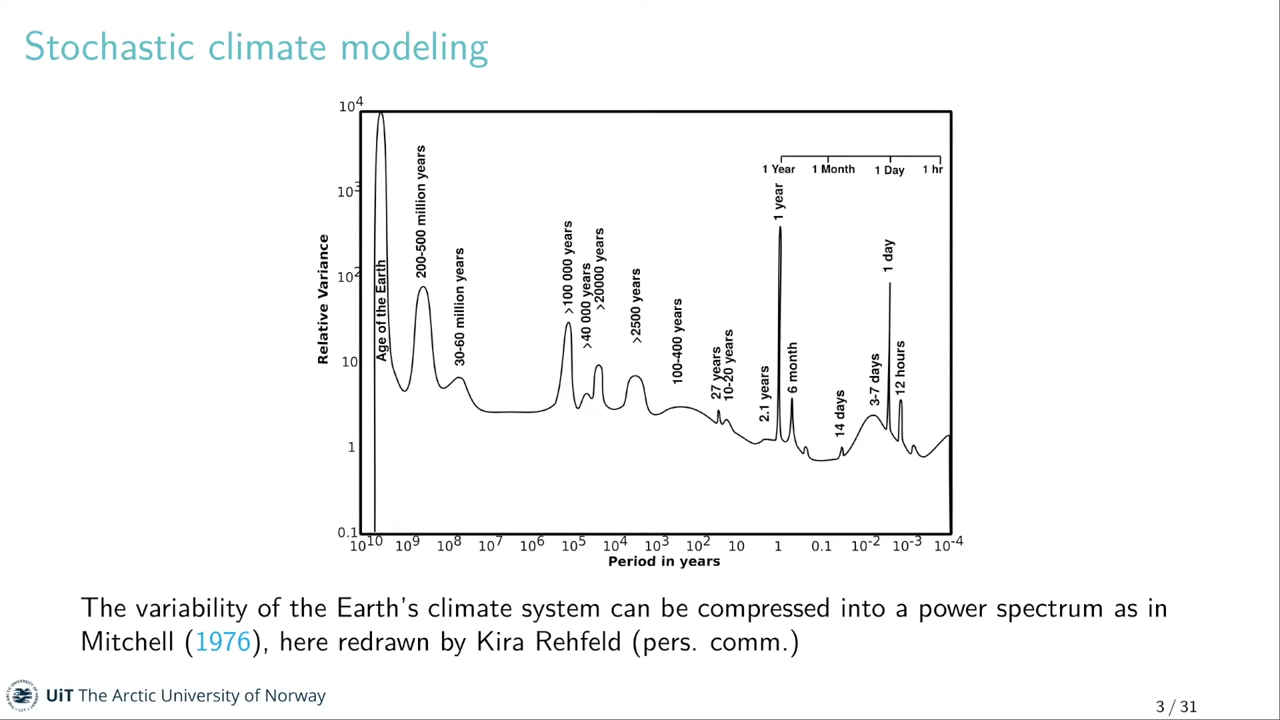 Stochastic climate modeling
10^4
10^3
10^2
10
1
0.1
Relative Variance
Age of the Earth
200-500 million years
30-60 million years
>100 000 years
>40 000 years
>20000 years
>2500 years
100-400 years
27 years
10-20 years
2.1 years
1 year
6 month
14 days
3-7 days
1 day
12 hours
1 Year 1 Month 1 Day 1 hr
10^10 10^9 10^8 10^7 10^6 10^5 10^4 10^3 10^2 10 1 0.1 10^-2 10^-3 10^-4
Period in years
The variability of the Earth's climate system can be compressed into a power spectrum as in
Mitchell (1976), here redrawn by Kira Rehfeld (pers. comm.)
UiT The Arctic University of Norway
3 / 31